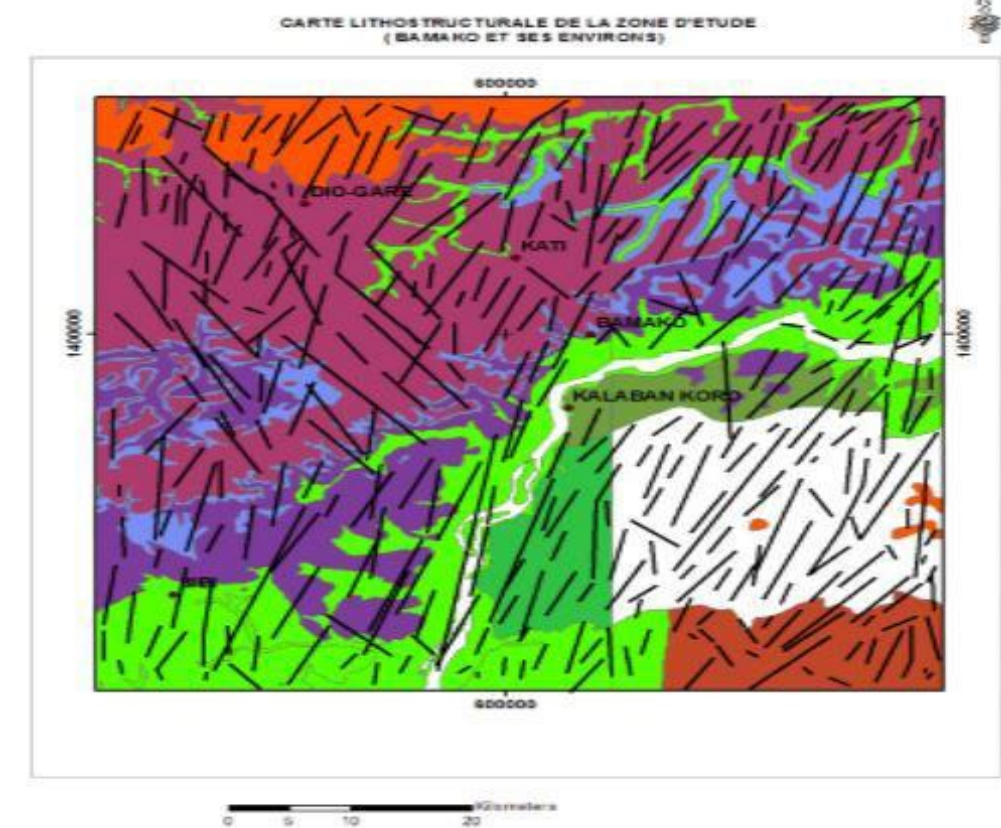 CARTE LITHOSTRUCTURALE DE LA ZONE D'ETUDE
( BAMAKO ET SES ENVIRONS)
600000
DIO-GARE
KATI
1400000
BAMAKO
1400000
KALABAN KORO
600000
Kilometers
0 5 10 20